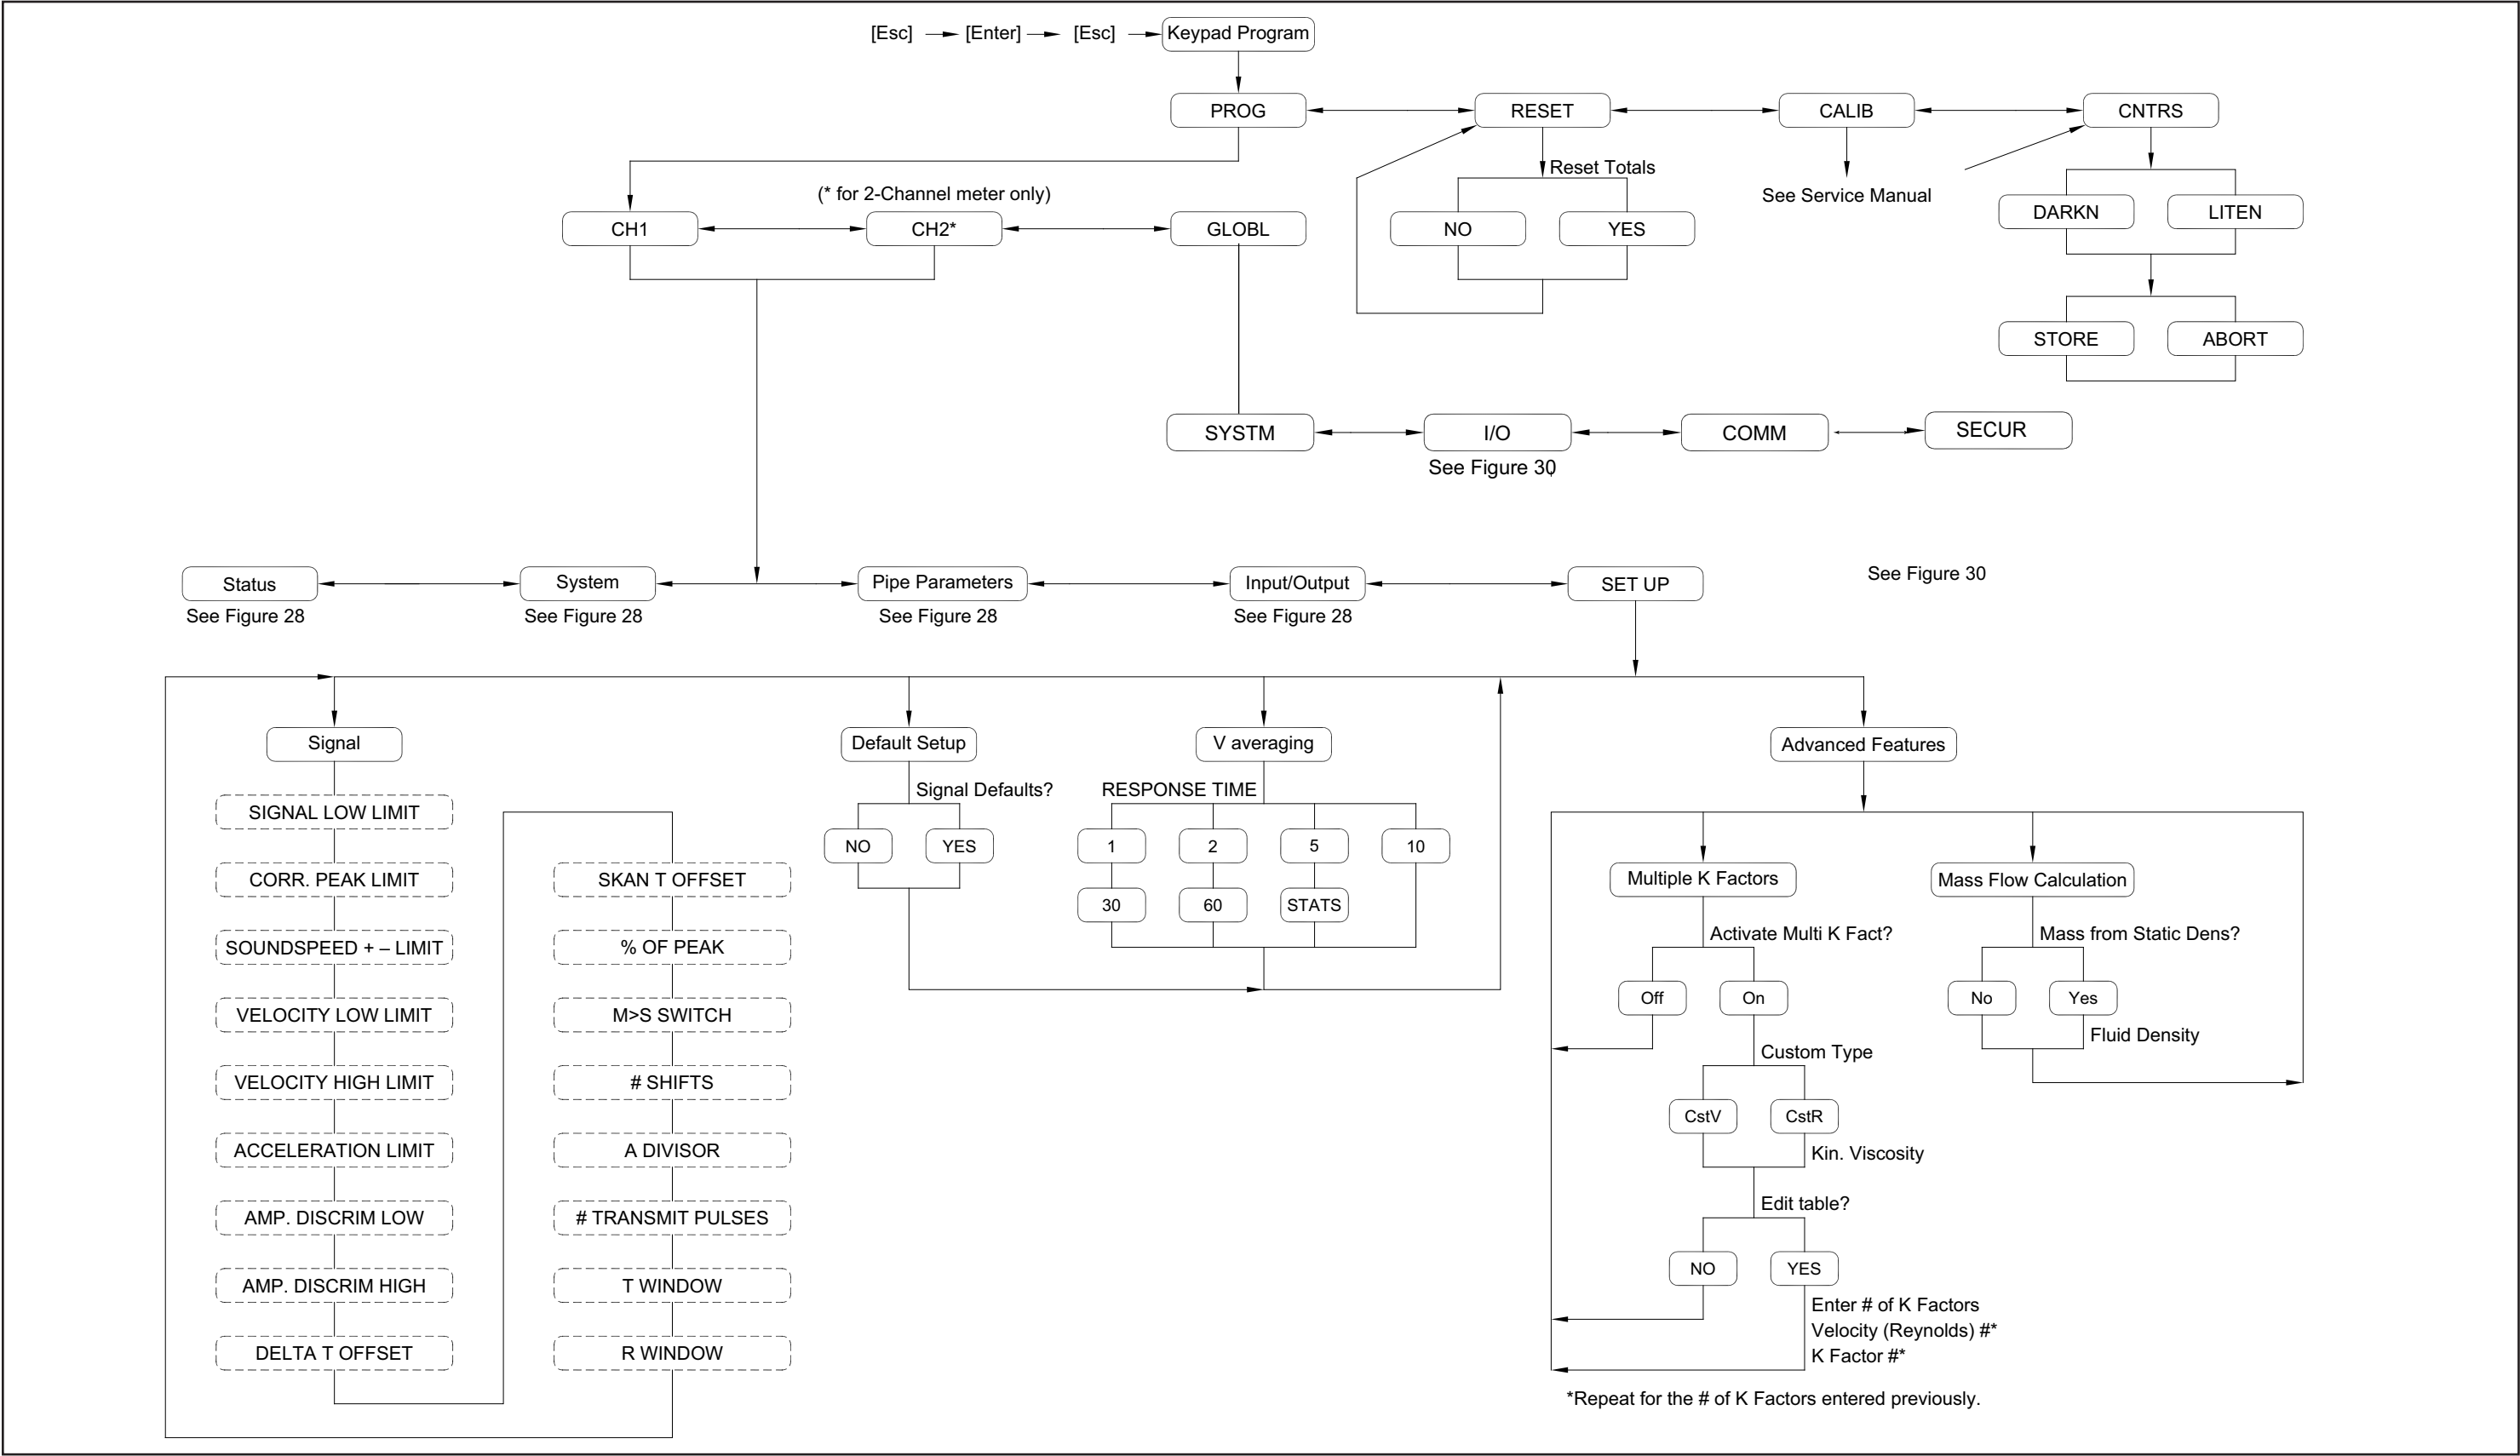 [Esc]
[Enter]
[Esc]
Keypad Program
PROG
RESET
CALIB
CNTRS
Reset Totals
See Service Manual
(* for 2-Channel meter only)
CH1
CH2*
GLOBL
NO
YES
DARKN
LITEN
STORE
ABORT
SYSTM
I/O
COMM
SECUR
See Figure 30
Status
System
Pipe Parameters
Input/Output
SET UP
See Figure 30
See Figure 28
See Figure 28
See Figure 28
See Figure 28
Signal
SIGNAL LOW LIMIT
CORR. PEAK LIMIT
SOUNDSPEED + – LIMIT
VELOCITY LOW LIMIT
VELOCITY HIGH LIMIT
ACCELERATION LIMIT
AMP. DISCRIM LOW
AMP. DISCRIM HIGH
DELTA T OFFSET
SKAN T OFFSET
% OF PEAK
M>S SWITCH
# SHIFTS
A DIVISOR
# TRANSMIT PULSES
T WINDOW
R WINDOW
Default Setup
Signal Defaults?
NO
YES
V averaging
RESPONSE TIME
1
2
5
10
30
60
STATS
Advanced Features
Multiple K Factors
Activate Multi K Fact?
Off
On
Custom Type
CstV
CstR
Kin. Viscosity
Edit table?
NO
YES
Enter # of K Factors
Velocity (Reynolds) #*
K Factor #*
Mass Flow Calculation
Mass from Static Dens?
No
Yes
Fluid Density
*Repeat for the # of K Factors entered previously.